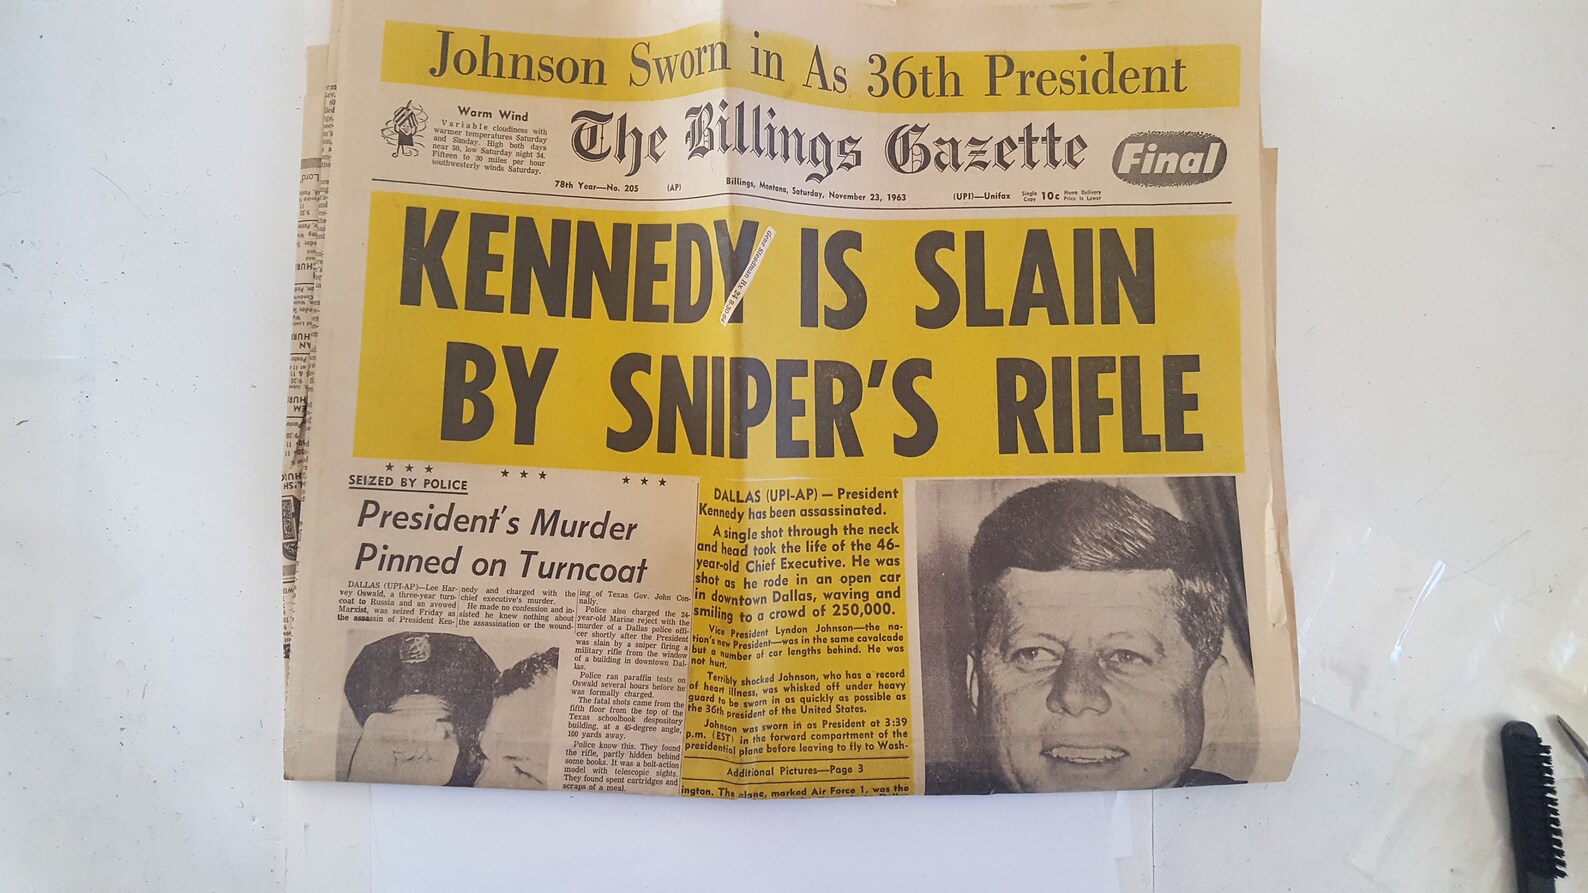 Johnson Sworn in As 36th President
Warm Wind
Variable cloudiness with
warmer temperatures Saturday
and Sunday. High both days
near 50, low Saturday night 34.
Fifteen to 30 miles per hour
southwesterly winds Saturday.
The Billings Gazette
Final
78th Year—No. 205
(AP)
Billings, Montana, Saturday, November 23, 1963
(UPI)—Unifax
Single
Copy
10c
Home Delivery
Price Is Lower
KENNEDY IS SLAIN
BY SNIPER'S RIFLE
SEIZED BY POLICE
President's Murder
Pinned on Turncoat
DALLAS (UPI-AP)—Lee Har-
vey Oswald, a three-year turn-
coat to Russia and an avowed
Marxist, was seized Friday as
the assassin of President Ken-
nedy and charged with the
chief executive's murder.
He made no confession and in-
sisted he knew nothing about
the assassination or the wound-
ing of Texas Gov. John Con-
nally.
Police also charged the 24-
year-old Marine reject with the
murder of a Dallas police offi-
cer shortly after the President
was slain by a sniper firing a
military rifle from the window
of a building in downtown Dal-
las.
Police ran paraffin tests on
Oswald several hours before he
was formally charged.
The fatal shots came from the
fifth floor from the top of the
Texas schoolbook despository
building, at a 45-degree angle,
100 yards away.
Police know this. They found
the rifle, partly hidden behind
some books. It was a bolt-action
model with telescopic sights.
They found spent cartridges and
scraps of a meal.
DALLAS (UPI-AP) — President
Kennedy has been assassinated.
A single shot through the neck
and head took the life of the 46-
year-old Chief Executive. He was
shot as he rode in an open car
in downtown Dallas, waving and
smiling to a crowd of 250,000.
Vice President Lyndon Johnson—the na-
tion's new President—was in the same cavalcade
but a number of car lengths behind. He was
not hurt.
Terribly shocked Johnson, who has a record
of heart illness, was whisked off under heavy
guard to be sworn in as quickly as possible as
the 36th president of the United States.
Johnson was sworn in as President at 3:39
p.m. (EST) in the forward compartment of the
presidential plane before leaving to fly to Wash-
Additional Pictures—Page 3
ington. The plane, marked Air Force 1, was the